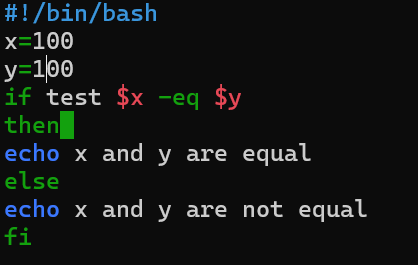 #!/bin/bash
x=100
y=100
if test $x -eq $y
then
echo x and y are equal
else
echo x and y are not equal
fi